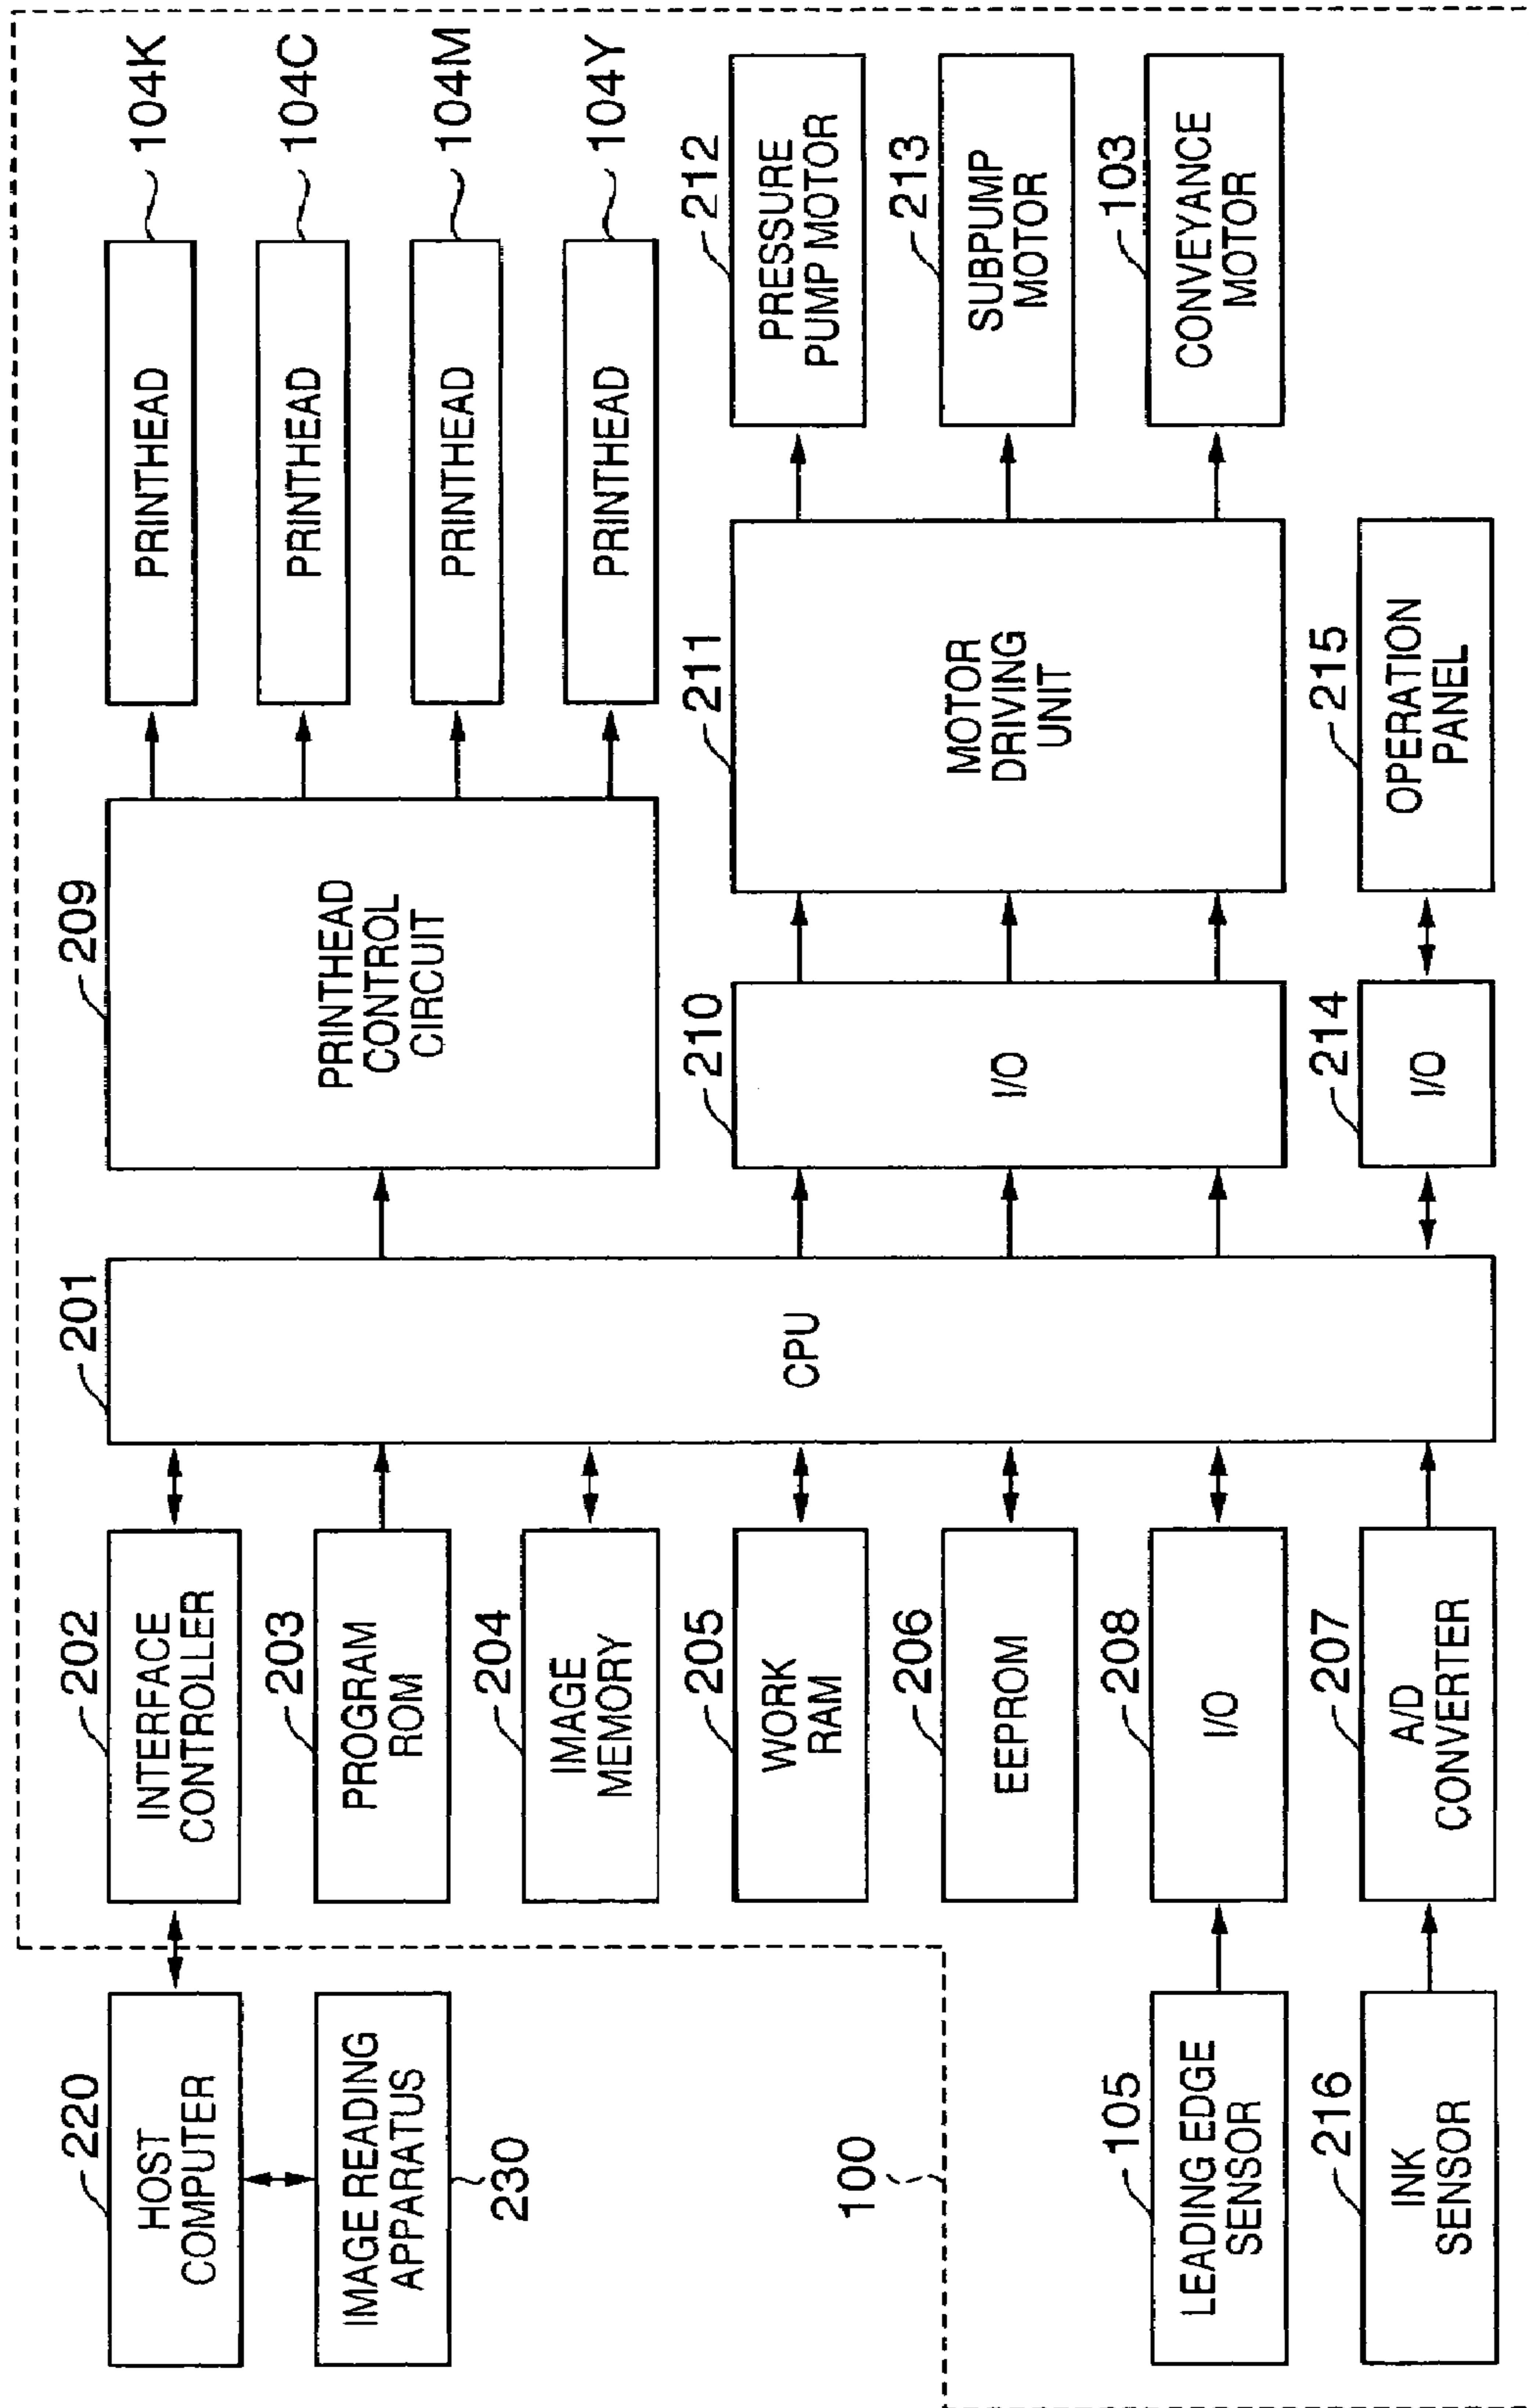 220
HOST
COMPUTER
IMAGE READING
APPARATUS
230
100
105
LEADING EDGE
SENSOR
216
INK
SENSOR
202
INTERFACE
CONTROLLER
203
PROGRAM
ROM
204
IMAGE
MEMORY
205
WORK
RAM
206
EEPROM
208
I/O
207
A/D
CONVERTER
201
CPU
209
PRINTHEAD
CONTROL
CIRCUIT
210
I/O
214
I/O
211
MOTOR
DRIVING
UNIT
215
OPERATION
PANEL
PRINTHEAD
104K
PRINTHEAD
104C
PRINTHEAD
104M
PRINTHEAD
104Y
212
PRESSURE
PUMP MOTOR
213
SUBPUMP
MOTOR
103
CONVEYANCE
MOTOR